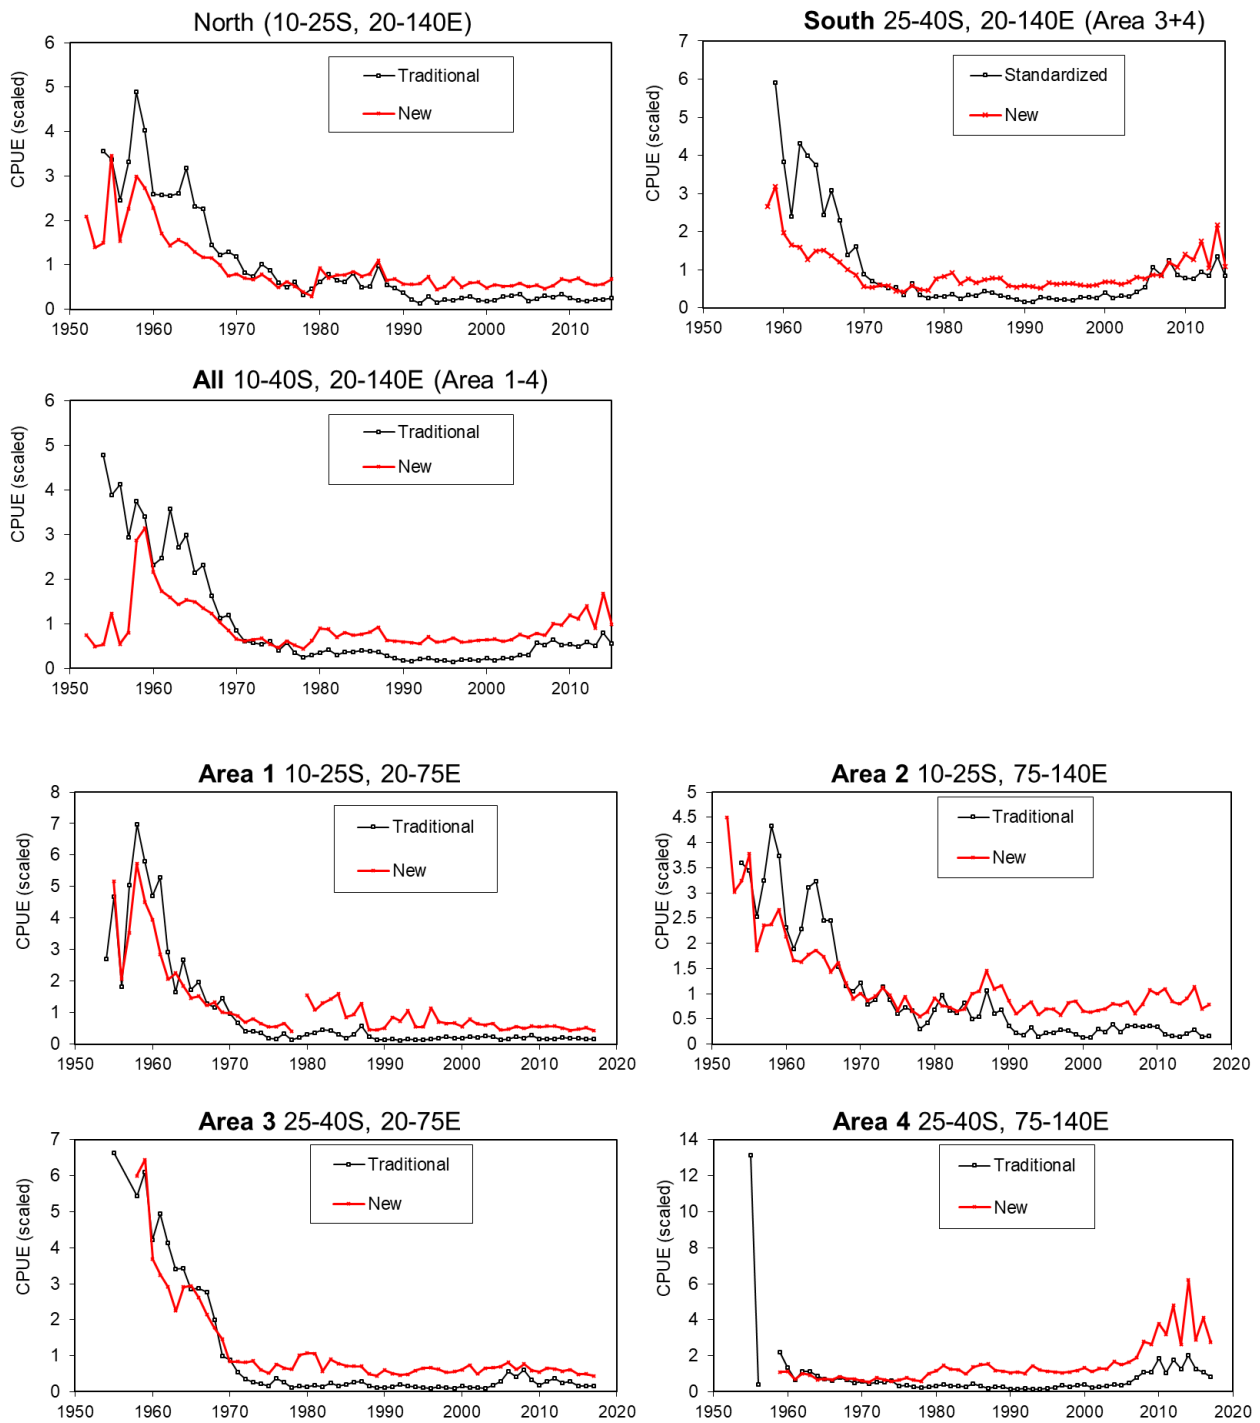 North (10-25S, 20-140E)
CPUE (scaled)
6
5
4
3
2
1
0
Traditional
New
1950 1960 1970 1980 1990 2000 2010
South 25-40S, 20-140E (Area 3+4)
CPUE (scaled)
7
6
5
4
3
2
1
0
Standardized
New
1950 1960 1970 1980 1990 2000 2010
All 10-40S, 20-140E (Area 1-4)
CPUE (scaled)
6
5
4
3
2
1
0
Traditional
New
1950 1960 1970 1980 1990 2000 2010
Area 1 10-25S, 20-75E
CPUE (scaled)
8
7
6
5
4
3
2
1
0
Traditional
New
1950 1960 1970 1980 1990 2000 2010 2020
Area 2 10-25S, 75-140E
CPUE (scaled)
5
4.5
4
3.5
3
2.5
2
1.5
1
0.5
0
Traditional
New
1950 1960 1970 1980 1990 2000 2010 2020
Area 3 25-40S, 20-75E
CPUE (scaled)
7
6
5
4
3
2
1
0
Traditional
New
1950 1960 1970 1980 1990 2000 2010 2020
Area 4 25-40S, 75-140E
CPUE (scaled)
14
12
10
8
6
4
2
0
Traditional
New
1950 1960 1970 1980 1990 2000 2010 2020